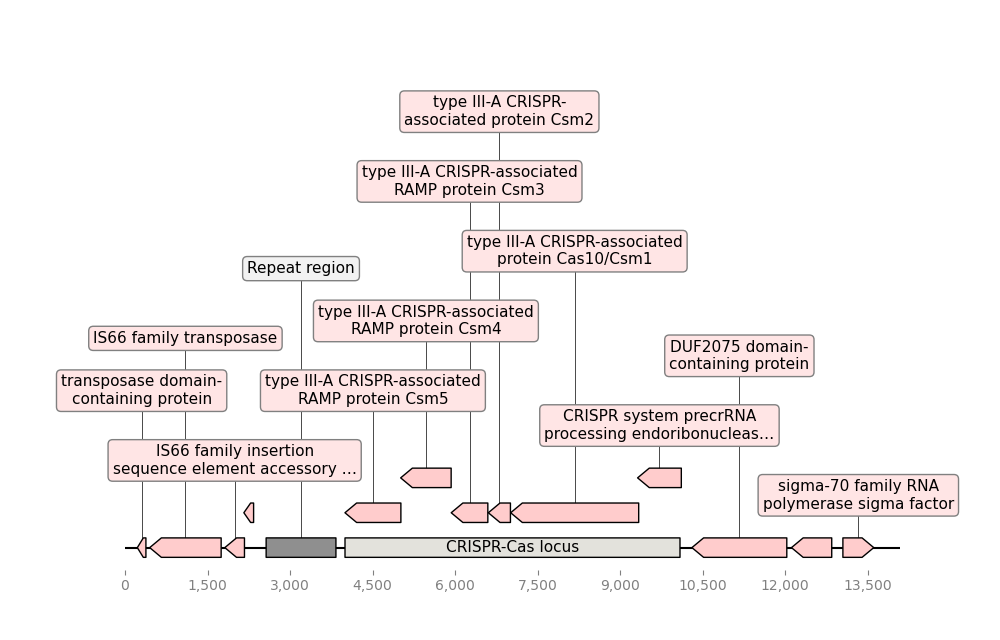 type III-A CRISPR-
associated protein Csm2
type III-A CRISPR-associated
RAMP protein Csm3
type III-A CRISPR-associated
protein Cas10/Csm1
Repeat region
type III-A CRISPR-associated
RAMP protein Csm4
IS66 family transposase
DUF2075 domain-
containing protein
transposase domain-
containing protein
type III-A CRISPR-associated
RAMP protein Csm5
CRISPR system precrRNA
processing endoribonucleas…
IS66 family insertion
sequence element accessory …
sigma-70 family RNA
polymerase sigma factor
CRISPR-Cas locus
0 1,500 3,000 4,500 6,000 7,500 9,000 10,500 12,000 13,500